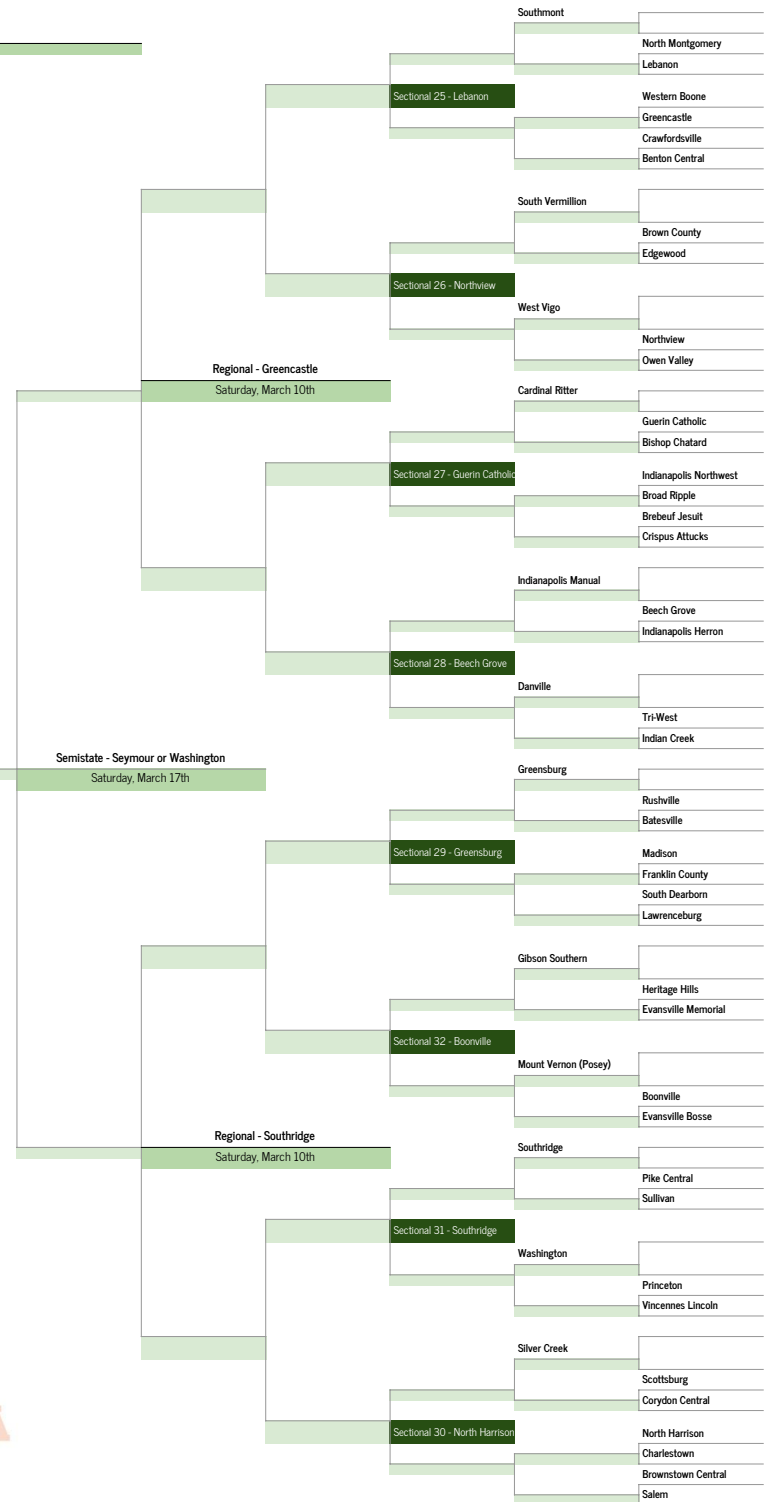 Southmont
North Montgomery
Lebanon
Sectional 25 - Lebanon
Western Boone
Greencastle
Crawfordsville
Benton Central
South Vermillion
Brown County
Edgewood
Sectional 26 - Northview
West Vigo
Northview
Owen Valley
Regional - Greencastle
Saturday, March 10th
Cardinal Ritter
Guerin Catholic
Bishop Chatard
Sectional 27 - Guerin Catholic
Indianapolis Northwest
Broad Ripple
Brebeuf Jesuit
Crispus Attucks
Indianapolis Manual
Beech Grove
Indianapolis Herron
Sectional 28 - Beech Grove
Danville
Tri-West
Indian Creek
Semistate - Seymour or Washington
Saturday, March 17th
Greensburg
Rushville
Batesville
Sectional 29 - Greensburg
Madison
Franklin County
South Dearborn
Lawrenceburg
Gibson Southern
Heritage Hills
Evansville Memorial
Sectional 32 - Boonville
Mount Vernon (Posey)
Boonville
Evansville Bosse
Regional - Southridge
Saturday, March 10th
Southridge
Pike Central
Sullivan
Sectional 31 - Southridge
Washington
Princeton
Vincennes Lincoln
Silver Creek
Scottsburg
Corydon Central
Sectional 30 - North Harrison
North Harrison
Charlestown
Brownstown Central
Salem